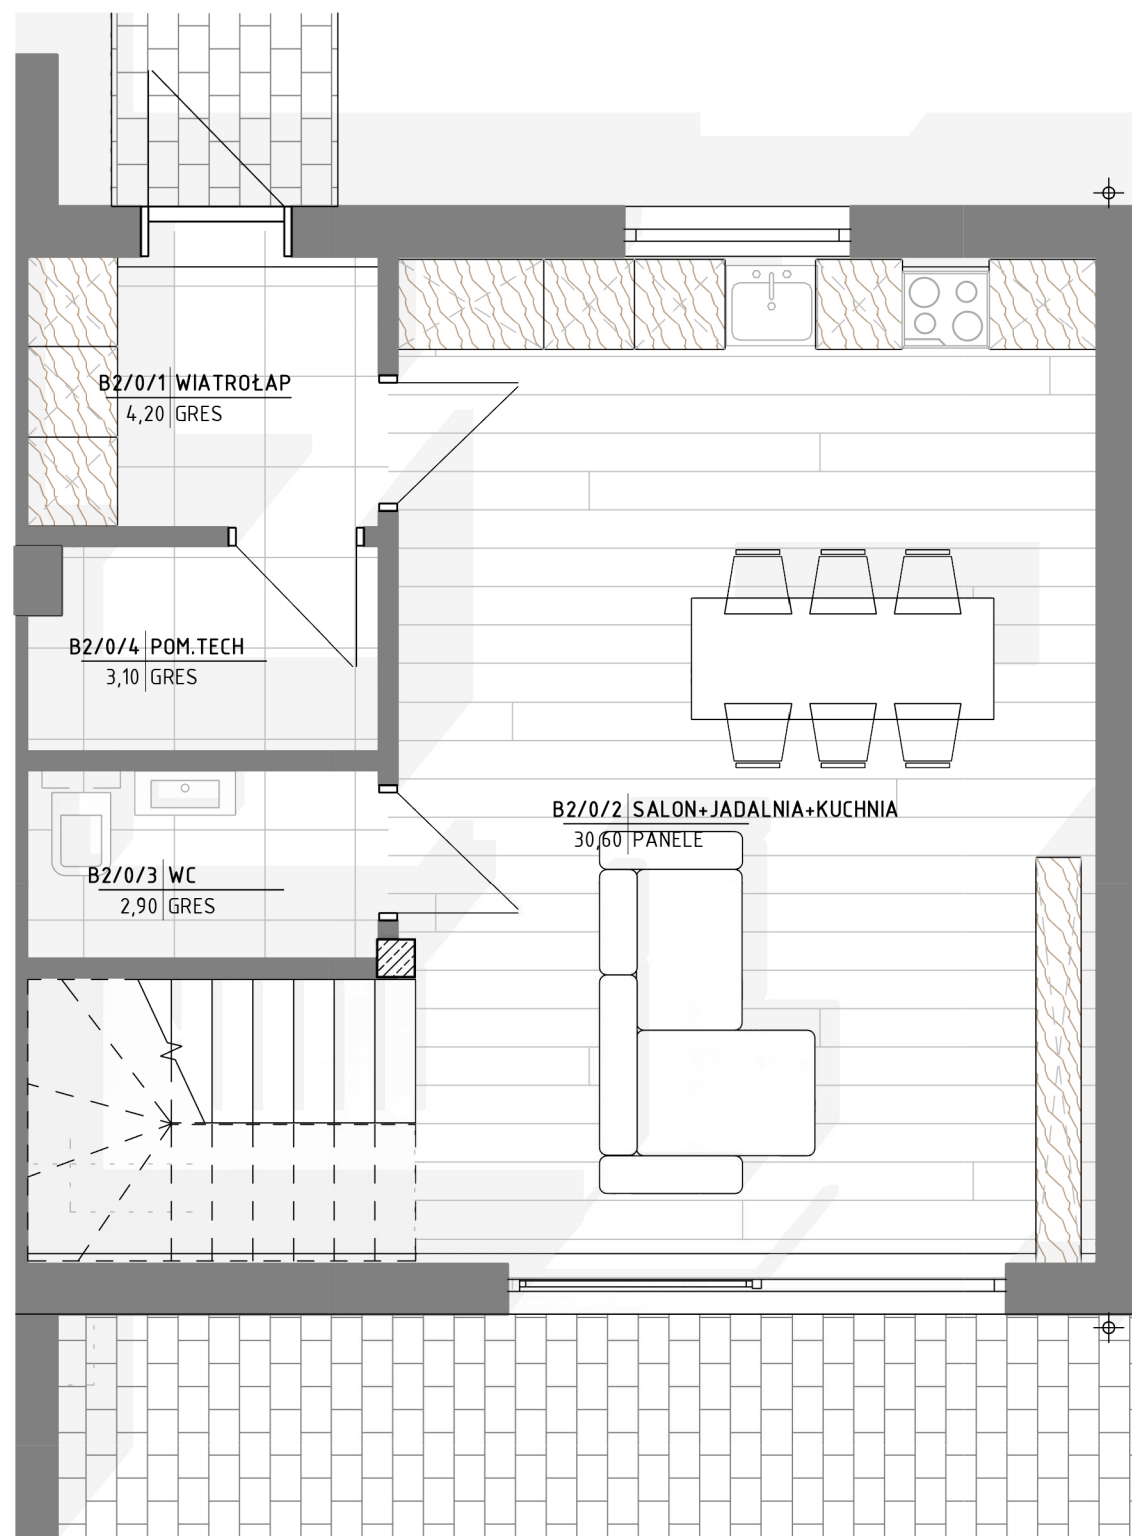 B2/0/1 WIATROŁAP
4,20 GRES
B2/0/4 POM.TECH
3,10 GRES
B2/0/2 SALON+JADALNIA+KUCHNIA
30,60 PANELE
B2/0/3 WC
2,90 GRES